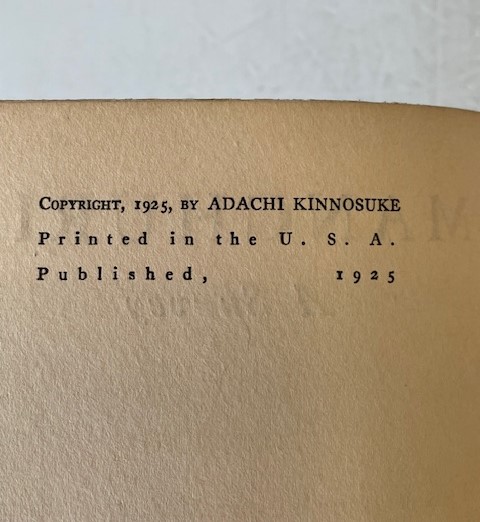 COPYRIGHT, 1925, BY ADACHI KINNOSUKE
Printed in the U. S. A.
Published, 1925